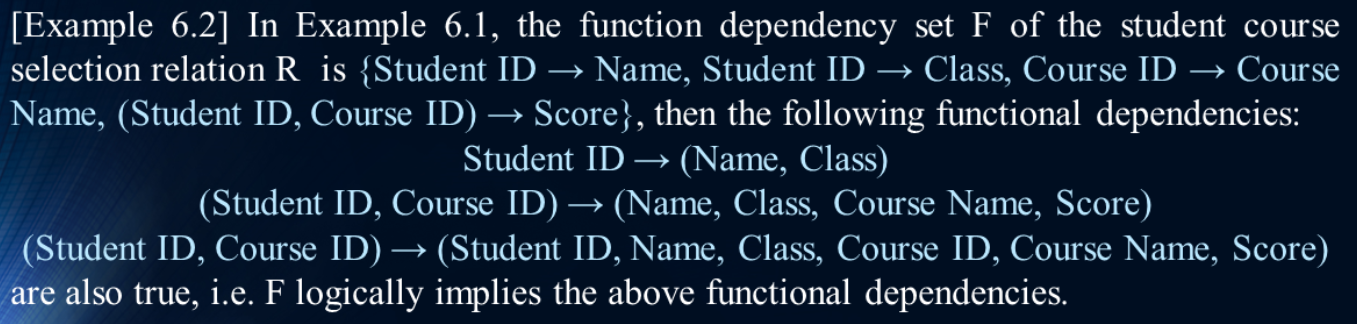 [Example 6.2] In Example 6.1, the function dependency set F of the student course
selection relation R is {Student ID → Name, Student ID → Class, Course ID → Course
Name, (Student ID, Course ID) → Score}, then the following functional dependencies:
Student ID → (Name, Class)
(Student ID, Course ID) → (Name, Class, Course Name, Score)
(Student ID, Course ID) → (Student ID, Name, Class, Course ID, Course Name, Score)
are also true, i.e. F logically implies the above functional dependencies.